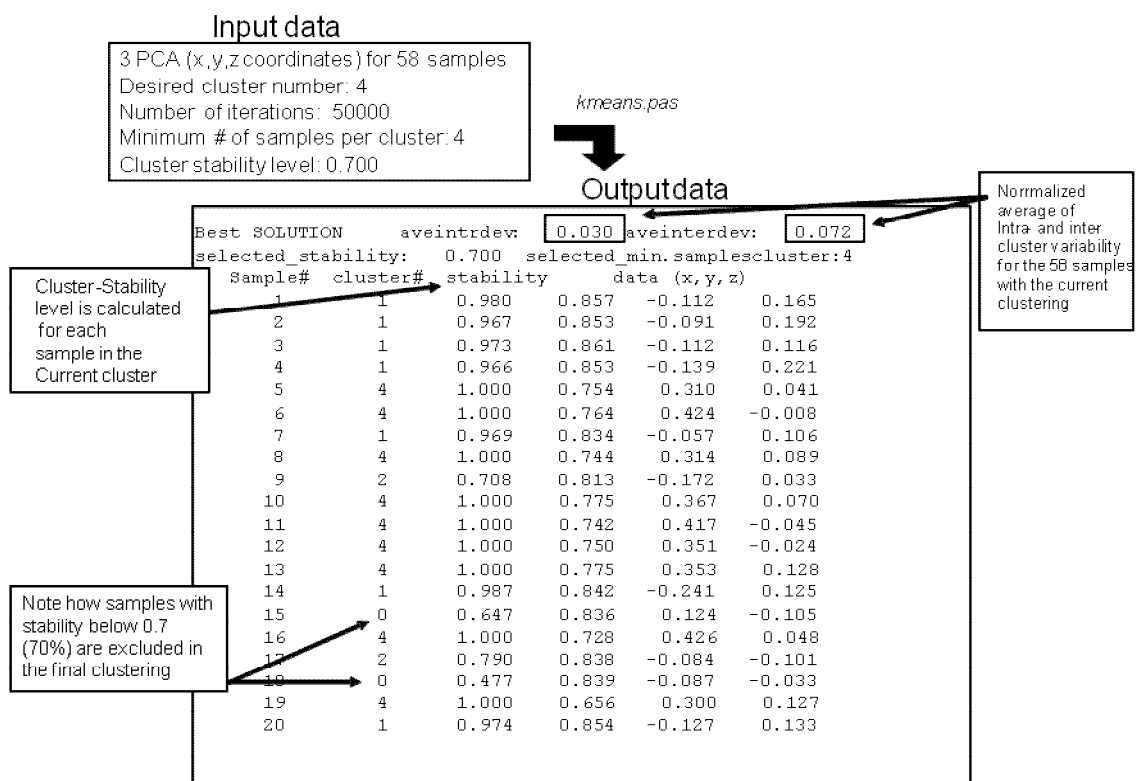 Input data
3 PCA (x,y,z coordinates) for 58 samples
Desired cluster number: 4
Number of iterations: 50000
Minimum # of samples per cluster: 4
Cluster stability level: 0.700
kmeans.pas
Output data
Norrmalized
average of
Intra- and inter
cluster variability
for the 58 samples
with the current
clustering
Best SOLUTION aveintrdev: 0.030 aveinterdev: 0.072
selected_stability: 0.700 selected_min.samplescluster:4
Sample# cluster# stability data (x,y,z)
1 1 0.980 0.857 -0.112 0.165
2 1 0.967 0.853 -0.091 0.192
3 1 0.973 0.861 -0.112 0.116
4 1 0.966 0.853 -0.139 0.221
5 4 1.000 0.754 0.310 0.041
6 4 1.000 0.764 0.424 -0.008
7 1 0.969 0.834 -0.057 0.106
8 4 1.000 0.744 0.314 0.089
9 2 0.708 0.813 -0.172 0.033
10 4 1.000 0.775 0.367 0.070
11 4 1.000 0.742 0.417 -0.045
12 4 1.000 0.750 0.351 -0.024
13 4 1.000 0.775 0.353 0.128
14 1 0.987 0.842 -0.241 0.125
15 0 0.647 0.836 0.124 -0.105
16 4 1.000 0.728 0.426 0.048
17 2 0.790 0.838 -0.084 -0.101
18 0 0.477 0.839 -0.087 -0.033
19 4 1.000 0.656 0.300 0.127
20 1 0.974 0.854 -0.127 0.133
Cluster-Stability
level is calculated
for each
sample in the
Current cluster
Note how samples with
stability below 0.7
(70%) are excluded in
the final clustering